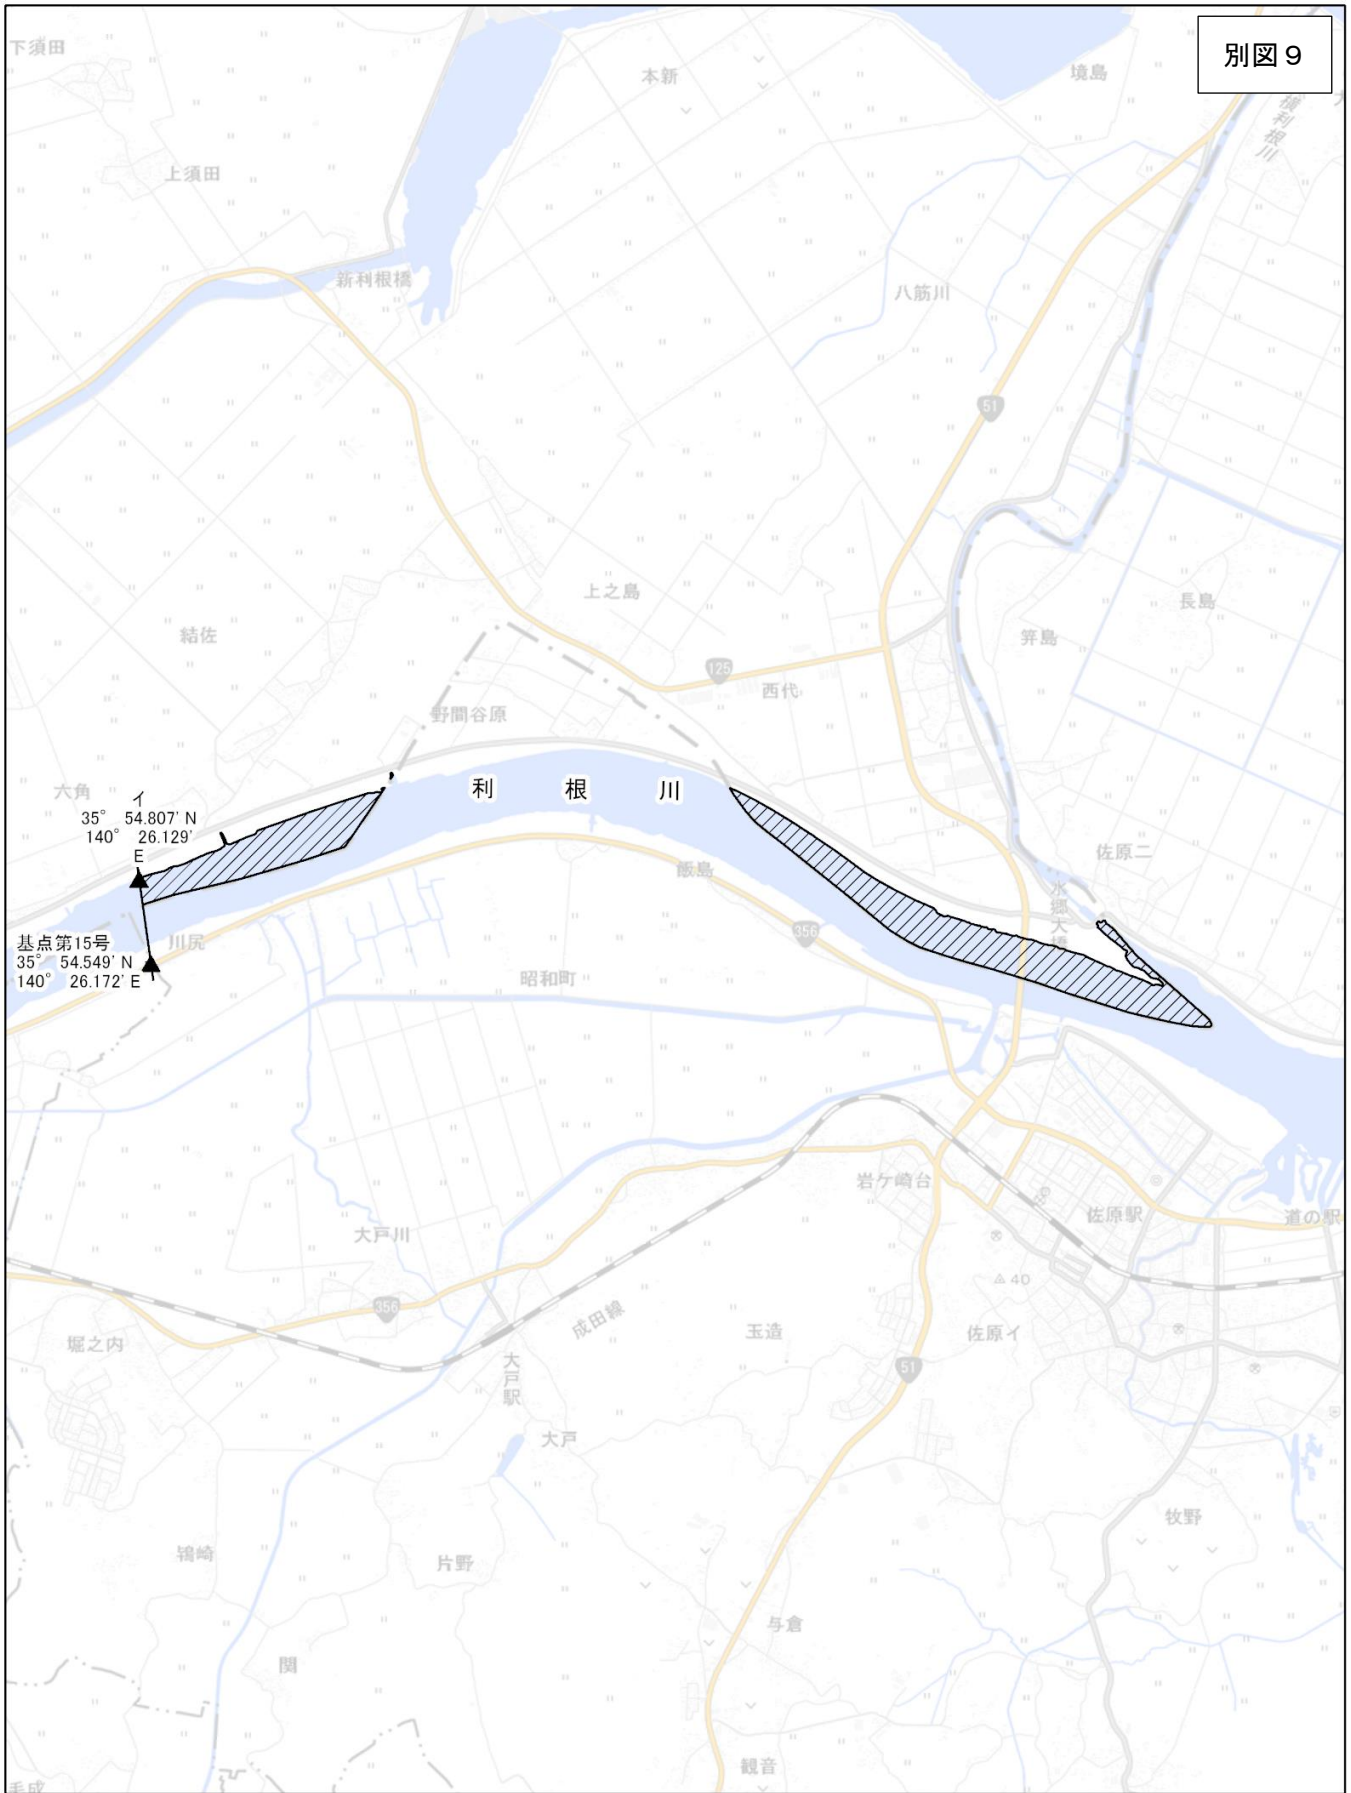 別図９
下須田
本新
境島
横利根川
上須田
新利根橋
八筋川
51
上之島
長島
結佐
笄島
125
西代
野間谷原
利根川
六角
イ
35° 54.807' N
140° 26.129'
E
佐原二
飯島
水郷大橋
356
川尻
基点第15号
35° 54.549' N
140° 26.172' E
昭和町
岩ケ崎台
佐原駅
道の駅
大戸川
40
356
成田線
玉造
佐原イ
堀之内
大戸駅
51
大戸
牧野
鴇崎
片野
与倉
関
観音
毛成